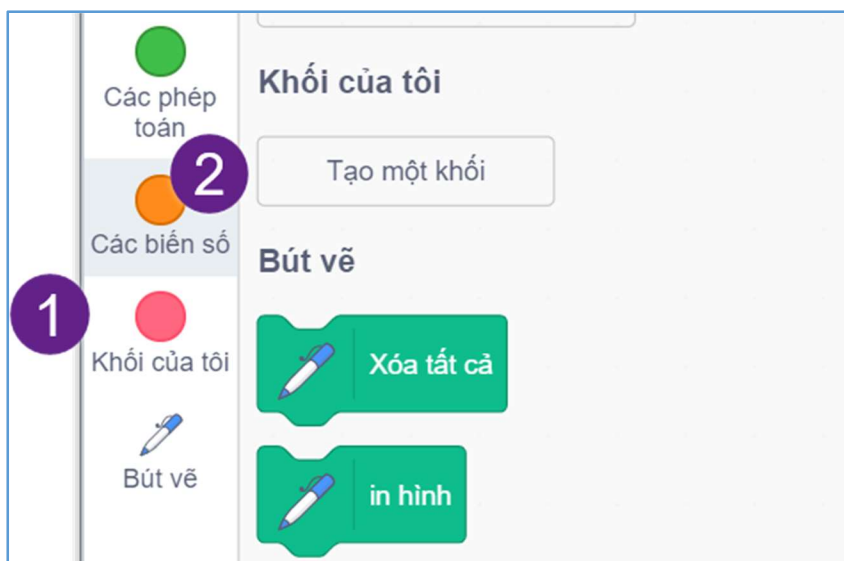 Các phép
toán
2
Các biến số
1
Khối của tôi
Bút vẽ
Khối của tôi
Tạo một khối
Bút vẽ
Xóa tất cả
in hình